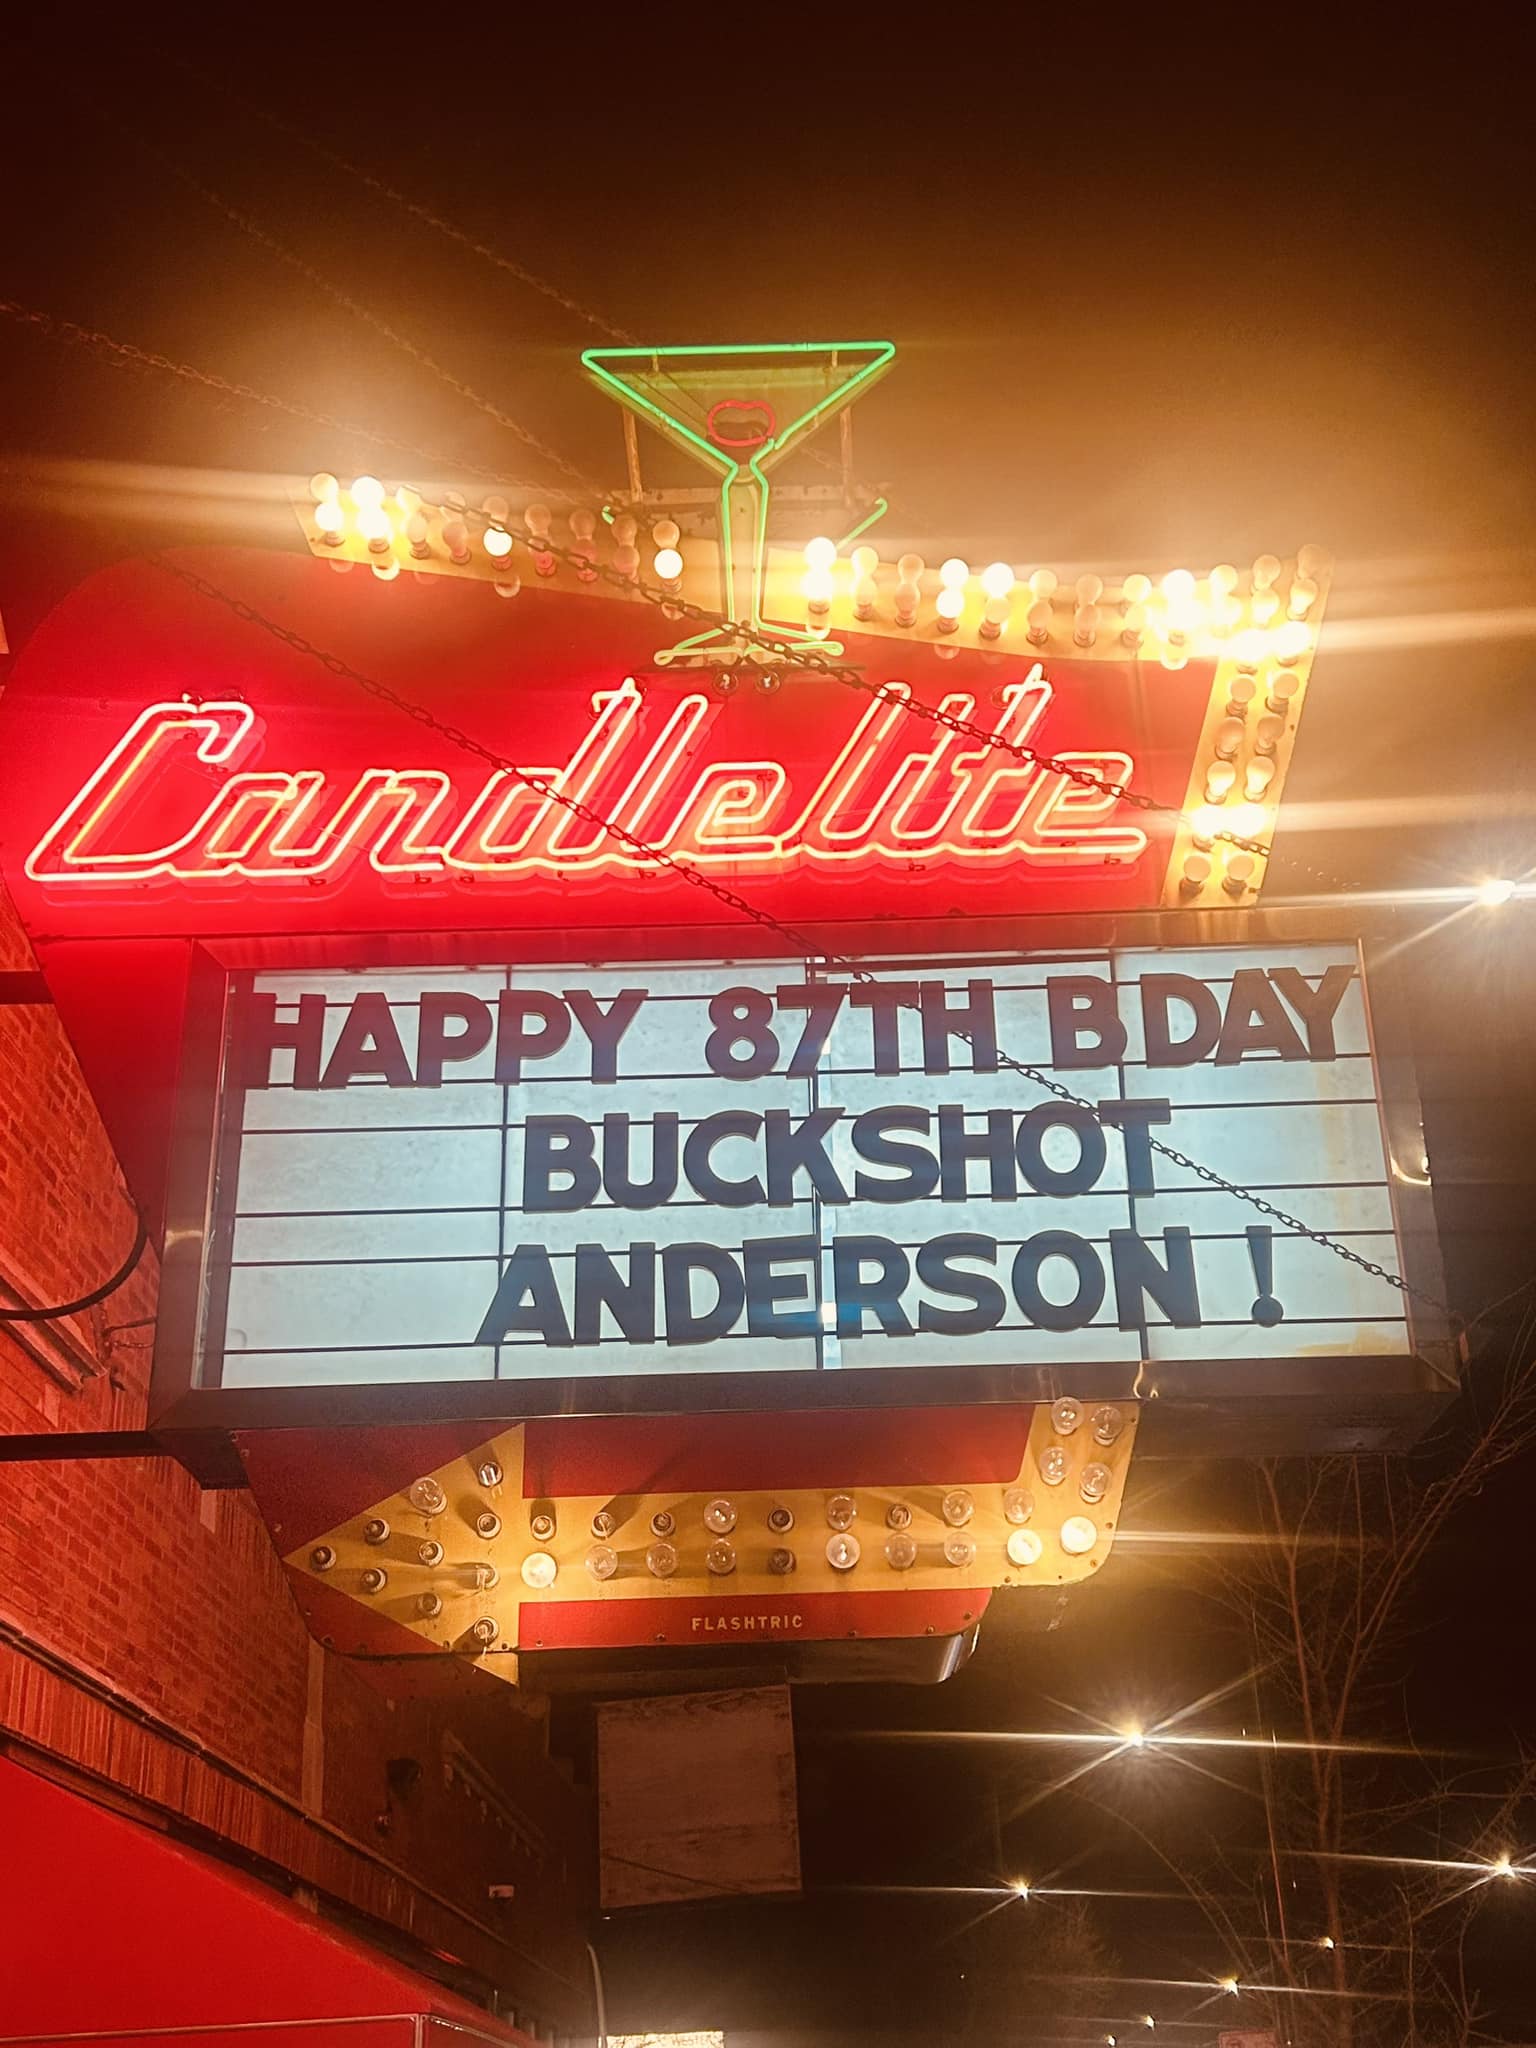 Candlelite
HAPPY 87TH BDAY
BUCKSHOT
ANDERSON !
FLASHTRIC